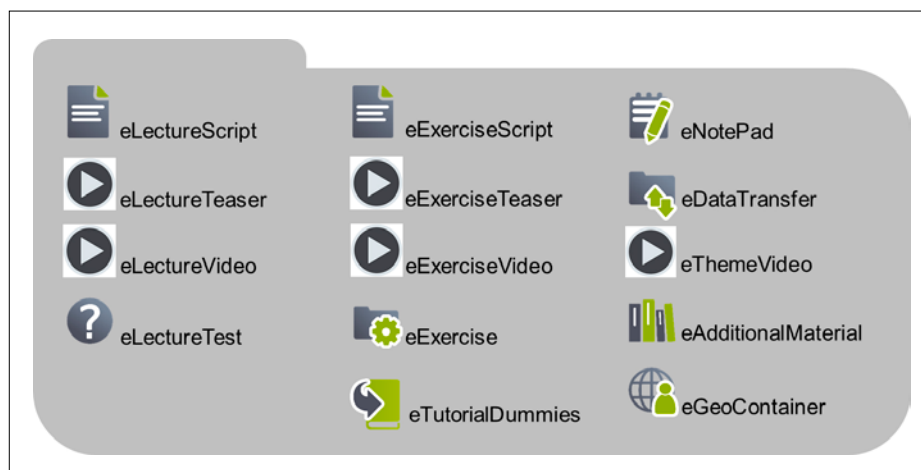 eLectureScript
eLectureTeaser
eLectureVideo
eLectureTest
eExerciseScript
eExerciseTeaser
eExerciseVideo
eExercise
eTutorialDummies
eNotePad
eDataTransfer
eThemeVideo
eAdditionalMaterial
eGeoContainer